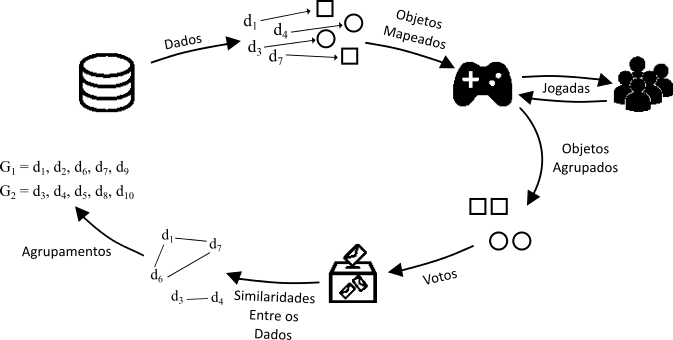 Dados
d1
d4
d3
d7
Objetos
Mapeados
Jogadas
Objetos
Agrupados
Votos
Similaridades
Entre os
Dados
d1
d7
d6
d3
d4
Agrupamentos
G1 = d1, d2, d6, d7, d9
G2 = d3, d4, d5, d8, d10